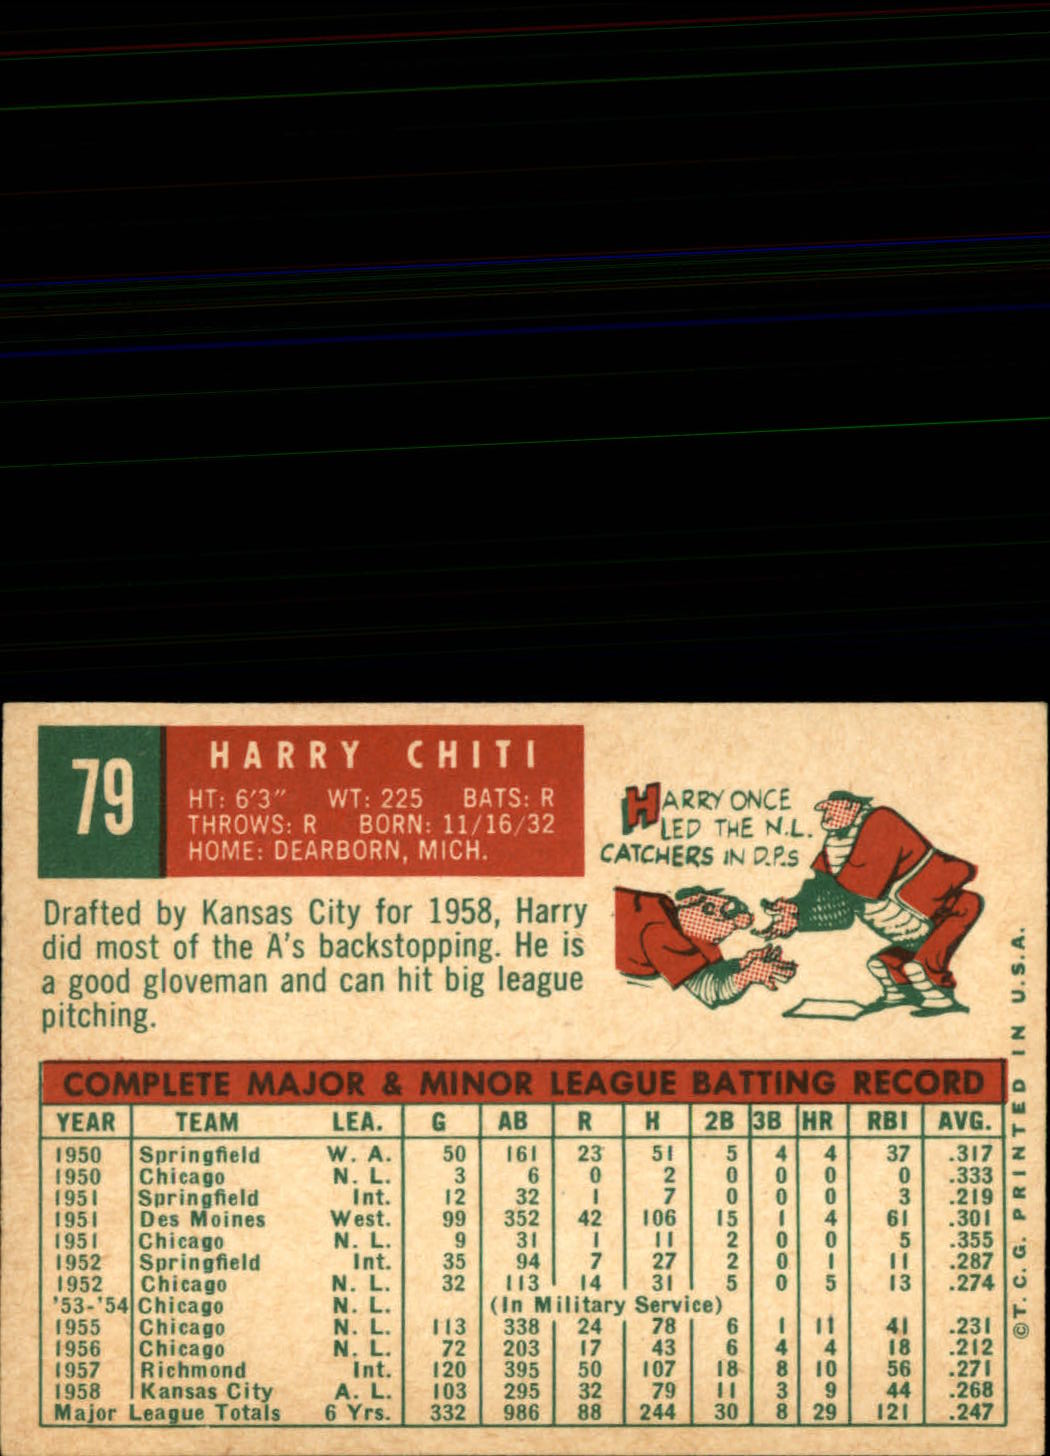 79
HARRY CHITI
HT: 6'3" WT: 225 BATS: R
THROWS: R BORN: 11/16/32
HOME: DEARBORN, MICH.
HARRY ONCE
LED THE N.L.
CATCHERS IN D.P.S
Drafted by Kansas City for 1958, Harry
did most of the A's backstopping. He is
a good gloveman and can hit big league
pitching.
COMPLETE MAJOR & MINOR LEAGUE BATTING RECORD
YEAR TEAM LEA. G AB R H 2B 3B HR RBI AVG.
1950 Springfield W. A. 50 161 23 51 5 4 4 37 .317
1950 Chicago N. L. 3 6 0 2 0 0 0 0 .333
1951 Springfield Int. 12 32 1 7 0 0 0 3 .219
1951 Des Moines West. 99 352 42 106 15 1 4 61 .301
1951 Chicago N. L. 9 31 1 11 2 0 0 5 .355
1952 Springfield Int. 35 94 7 27 2 0 1 11 .287
1952 Chicago N. L. 32 113 14 31 5 0 5 13 .274
'53-'54 Chicago N. L. (In Military Service)
1955 Chicago N. L. 113 338 24 78 6 1 11 41 .231
1956 Chicago N. L. 72 203 17 43 6 4 4 18 .212
1957 Richmond Int. 120 395 50 107 18 8 10 56 .271
1958 Kansas City A. L. 103 295 32 79 11 3 9 44 .268
Major League Totals 6 Yrs. 332 986 88 244 30 8 29 121 .247
©T. C. G. PRINTED IN U.S.A.